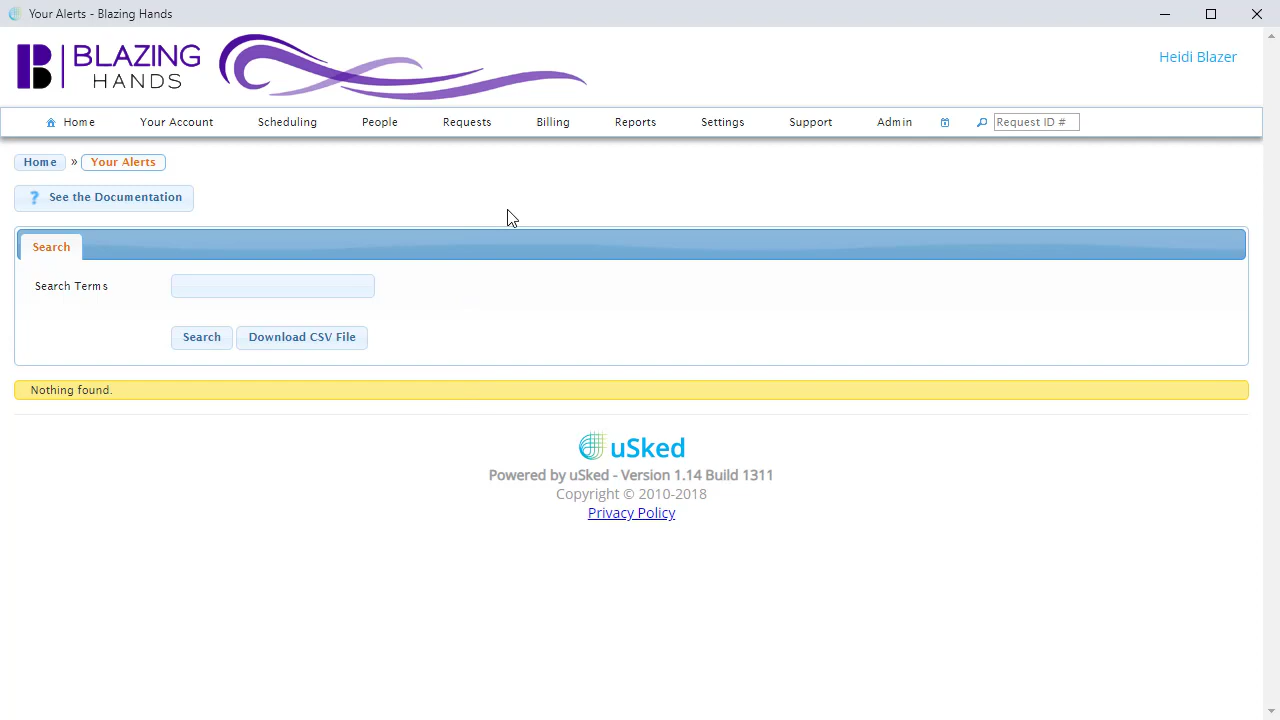 Your Alerts - Blazing Hands
B | BLAZING
HANDS
Heidi Blazer
Home Your Account Scheduling People Requests Billing Reports Settings Support Admin Request ID #
Home » Your Alerts
? See the Documentation
Search
Search Terms
Search Download CSV File
Nothing found.
uSked
Powered by uSked - Version 1.14 Build 1311
Copyright © 2010-2018
Privacy Policy